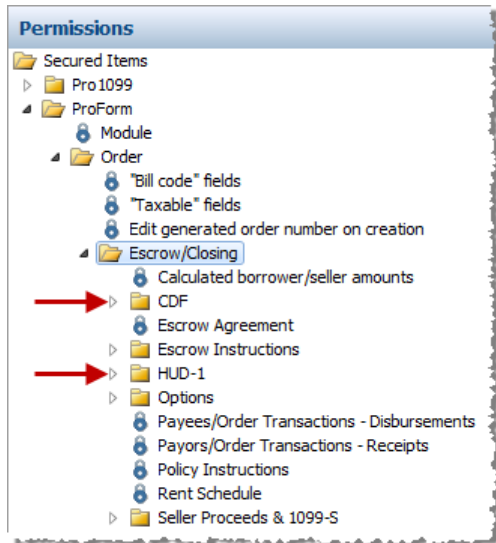 Permissions
Secured Items
Pro1099
ProForm
Module
Order
"Bill code" fields
"Taxable" fields
Edit generated order number on creation
Escrow/Closing
Calculated borrower/seller amounts
CDF
Escrow Agreement
Escrow Instructions
HUD-1
Options
Payees/Order Transactions - Disbursements
Payors/Order Transactions - Receipts
Policy Instructions
Rent Schedule
Seller Proceeds & 1099-S